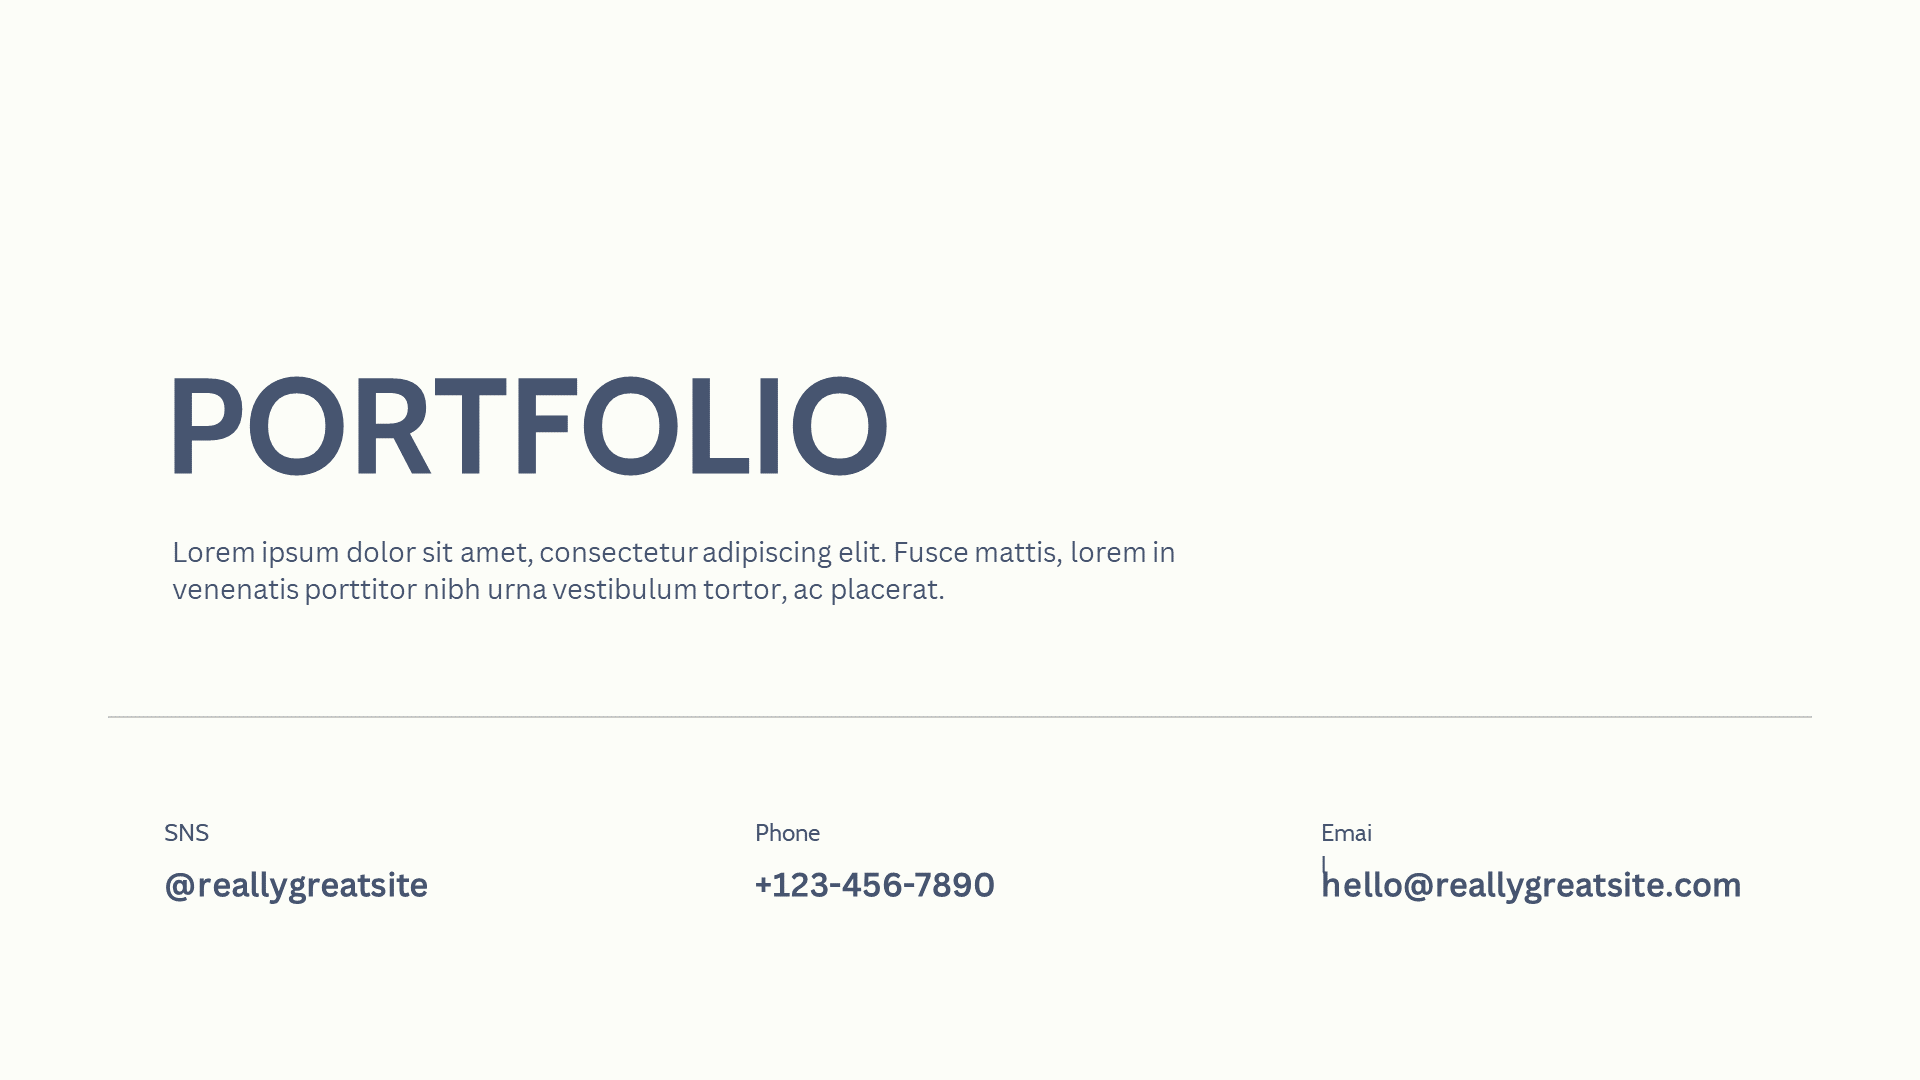 PORTFOLIO
Lorem ipsum dolor sit amet, consectetur adipiscing elit. Fusce mattis, lorem in
venenatis porttitor nibh urna vestibulum tortor, ac placerat.
SNS
@reallygreatsite
Phone
+123-456-7890
Emai
l
hello@reallygreatsite.com